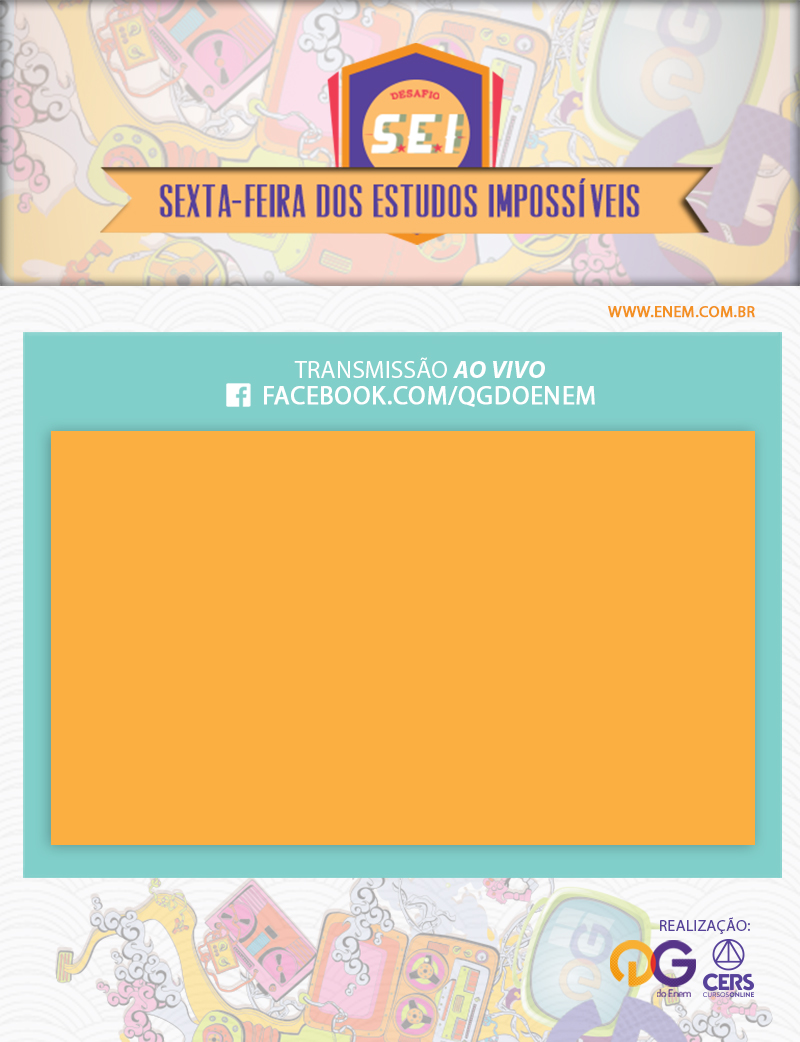 DESAFIO
S.E.I
SEXTA-FEIRA DOS ESTUDOS IMPOSSÍVEIS
WWW.ENEM.COM.BR
TRANSMISSÃO AO VIVO
FACEBOOK.COM/QGDOENEM
REALIZAÇÃO:
QG
do Enem
CERS
CURSOS ONLINE